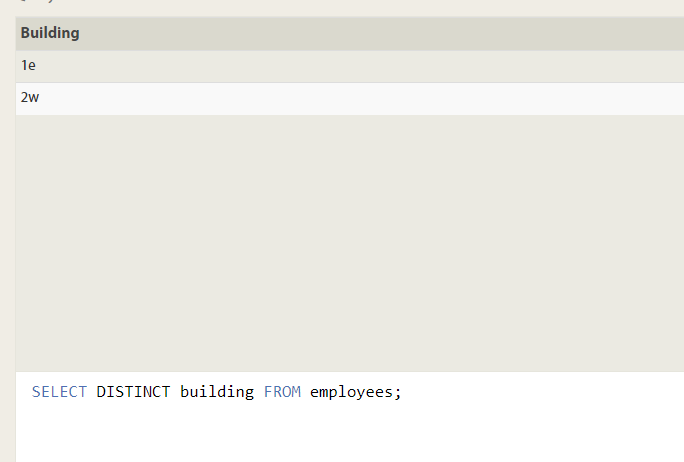 Building
1e
2w
SELECT DISTINCT building FROM employees;